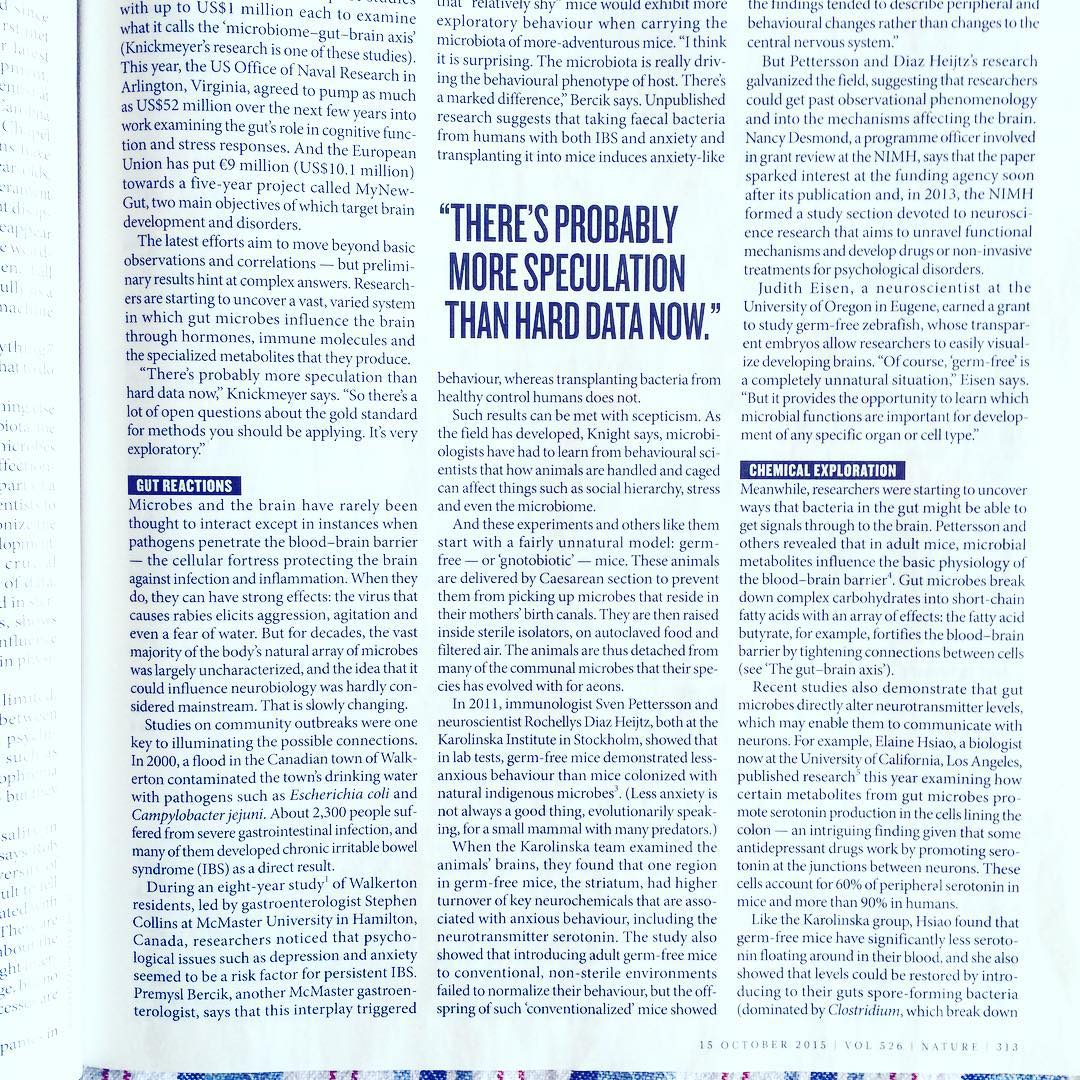 with up to US$1 million each to examine
what it calls the 'microbiome–gut–brain axis'
(Knickmeyer's research is one of these studies).
This year, the US Office of Naval Research in
Arlington, Virginia, agreed to pump as much
as US$52 million over the next few years into
work examining the gut's role in cognitive func-
tion and stress responses. And the European
Union has put €9 million (US$10.1 million)
towards a five-year project called MyNew-
Gut, two main objectives of which target brain
development and disorders.
The latest efforts aim to move beyond basic
observations and correlations — but prelimi-
nary results hint at complex answers. Research-
ers are starting to uncover a vast, varied system
in which gut microbes influence the brain
through hormones, immune molecules and
the specialized metabolites that they produce.
"There's probably more speculation than
hard data now," Knickmeyer says. "So there's a
lot of open questions about the gold standard
for methods you should be applying. It's very
exploratory."
GUT REACTIONS
Microbes and the brain have rarely been
thought to interact except in instances when
pathogens penetrate the blood–brain barrier
— the cellular fortress protecting the brain
against infection and inflammation. When they
do, they can have strong effects: the virus that
causes rabies elicits aggression, agitation and
even a fear of water. But for decades, the vast
majority of the body's natural array of microbes
was largely uncharacterized, and the idea that it
could influence neurobiology was hardly con-
sidered mainstream. That is slowly changing.
Studies on community outbreaks were one
key to illuminating the possible connections.
In 2000, a flood in the Canadian town of Walk-
erton contaminated the town's drinking water
with pathogens such as Escherichia coli and
Campylobacter jejuni. About 2,300 people suf-
fered from severe gastrointestinal infection, and
many of them developed chronic irritable bowel
syndrome (IBS) as a direct result.
During an eight-year study¹ of Walkerton
residents, led by gastroenterologist Stephen
Collins at McMaster University in Hamilton,
Canada, researchers noticed that psycho-
logical issues such as depression and anxiety
seemed to be a risk factor for persistent IBS.
Premysl Bercik, another McMaster gastroen-
terologist, says that this interplay triggered
that "relatively shy" mice would exhibit more
exploratory behaviour when carrying the
microbiota of more-adventurous mice. "I think
it is surprising. The microbiota is really driv-
ing the behavioural phenotype of host. There's
a marked difference," Bercik says. Unpublished
research suggests that taking faecal bacteria
from humans with both IBS and anxiety and
transplanting it into mice induces anxiety-like
"THERE'S PROBABLY
MORE SPECULATION
THAN HARD DATA NOW."
behaviour, whereas transplanting bacteria from
healthy control humans does not.
Such results can be met with scepticism. As
the field has developed, Knight says, microbi-
ologists have had to learn from behavioural sci-
entists that how animals are handled and caged
can affect things such as social hierarchy, stress
and even the microbiome.
And these experiments and others like them
start with a fairly unnatural model: germ-
free — or 'gnotobiotic' — mice. These animals
are delivered by Caesarean section to prevent
them from picking up microbes that reside in
their mothers' birth canals. They are then raised
inside sterile isolators, on autoclaved food and
filtered air. The animals are thus detached from
many of the communal microbes that their spe-
cies has evolved with for aeons.
In 2011, immunologist Sven Pettersson and
neuroscientist Rochellys Diaz Heijtz, both at the
Karolinska Institute in Stockholm, showed that
in lab tests, germ-free mice demonstrated less-
anxious behaviour than mice colonized with
natural indigenous microbes³. (Less anxiety is
not always a good thing, evolutionarily speak-
ing, for a small mammal with many predators.)
When the Karolinska team examined the
animals' brains, they found that one region
in germ-free mice, the striatum, had higher
turnover of key neurochemicals that are asso-
ciated with anxious behaviour, including the
neurotransmitter serotonin. The study also
showed that introducing adult germ-free mice
to conventional, non-sterile environments
failed to normalize their behaviour, but the off-
spring of such 'conventionalized' mice showed
the findings tended to describe peripheral and
behavioural changes rather than changes to the
central nervous system."
But Pettersson and Diaz Heijtz's research
galvanized the field, suggesting that researchers
could get past observational phenomenology
and into the mechanisms affecting the brain.
Nancy Desmond, a programme officer involved
in grant review at the NIMH, says that the paper
sparked interest at the funding agency soon
after its publication and, in 2013, the NIMH
formed a study section devoted to neurosci-
ence research that aims to unravel functional
mechanisms and develop drugs or non-invasive
treatments for psychological disorders.
Judith Eisen, a neuroscientist at the
University of Oregon in Eugene, earned a grant
to study germ-free zebrafish, whose transpar-
ent embryos allow researchers to easily visual-
ize developing brains. "Of course, 'germ-free' is
a completely unnatural situation," Eisen says.
"But it provides the opportunity to learn which
microbial functions are important for develop-
ment of any specific organ or cell type."
CHEMICAL EXPLORATION
Meanwhile, researchers were starting to uncover
ways that bacteria in the gut might be able to
get signals through to the brain. Pettersson and
others revealed that in adult mice, microbial
metabolites influence the basic physiology of
the blood–brain barrier⁴. Gut microbes break
down complex carbohydrates into short-chain
fatty acids with an array of effects: the fatty acid
butyrate, for example, fortifies the blood–brain
barrier by tightening connections between cells
(see 'The gut–brain axis').
Recent studies also demonstrate that gut
microbes directly alter neurotransmitter levels,
which may enable them to communicate with
neurons. For example, Elaine Hsiao, a biologist
now at the University of California, Los Angeles,
published research⁵ this year examining how
certain metabolites from gut microbes pro-
mote serotonin production in the cells lining the
colon — an intriguing finding given that some
antidepressant drugs work by promoting sero-
tonin at the junctions between neurons. These
cells account for 60% of peripheral serotonin in
mice and more than 90% in humans.
Like the Karolinska group, Hsiao found that
germ-free mice have significantly less seroto-
nin floating around in their blood, and she also
showed that levels could be restored by intro-
ducing to their guts spore-forming bacteria
(dominated by Clostridium, which break down
15 OCTOBER 2015 | VOL 526 | NATURE | 313